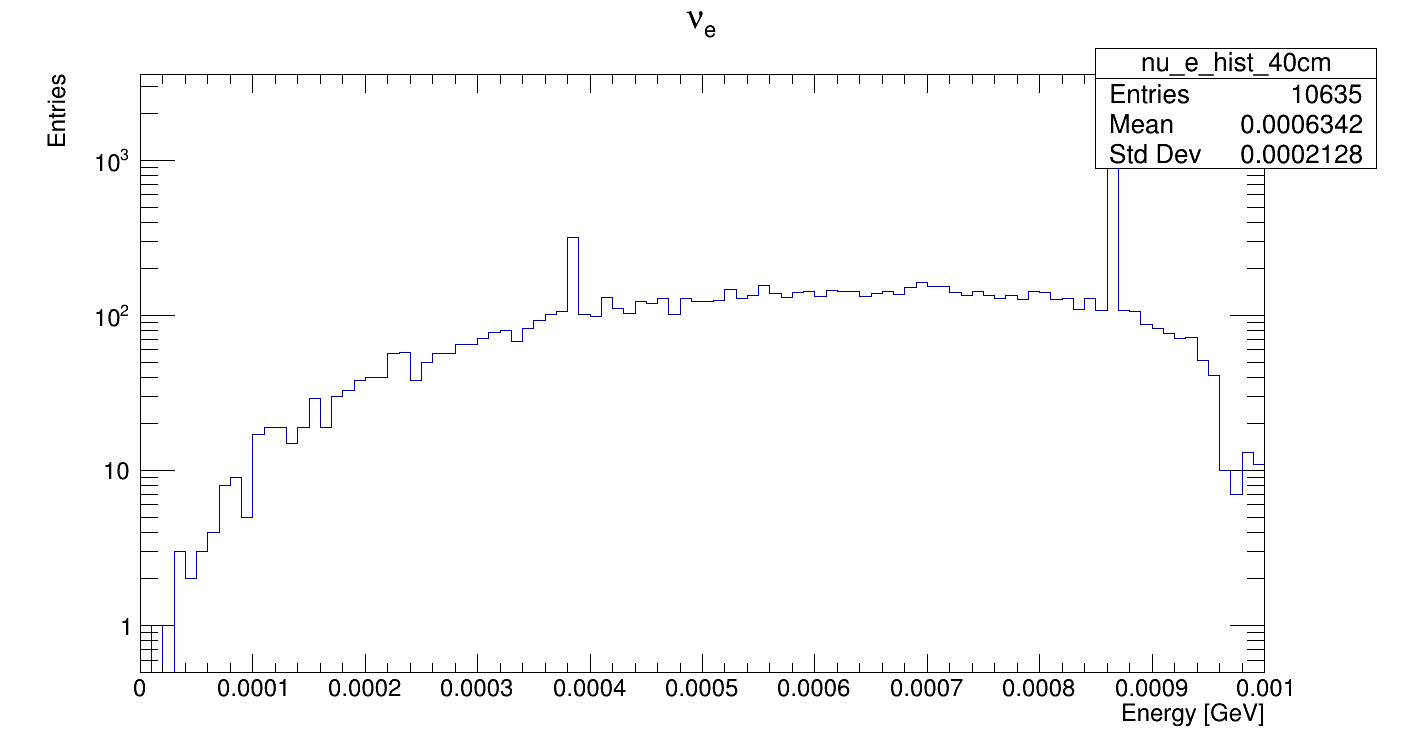 νe
nu_e_hist_40cm
Entries 10635
Mean 0.0006342
Std Dev 0.0002128
Entries
10³
10²
10
1
0 0.0001 0.0002 0.0003 0.0004 0.0005 0.0006 0.0007 0.0008 0.0009 0.001
Energy [GeV]